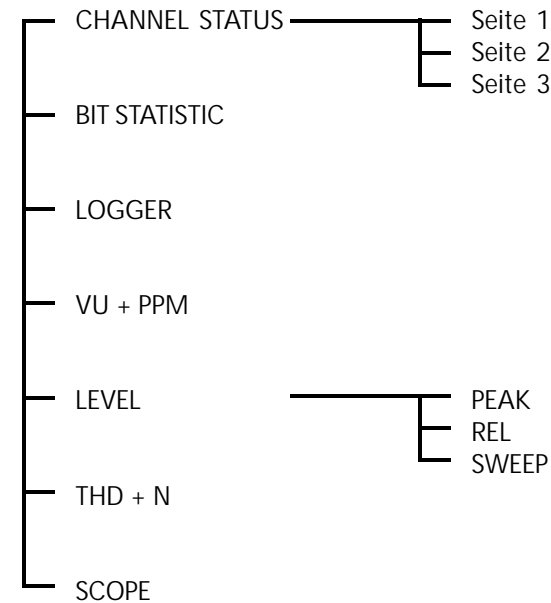 CHANNEL STATUS
Seite 1
Seite 2
Seite 3
BIT STATISTIC
LOGGER
VU + PPM
LEVEL
PEAK
REL
SWEEP
THD + N
SCOPE